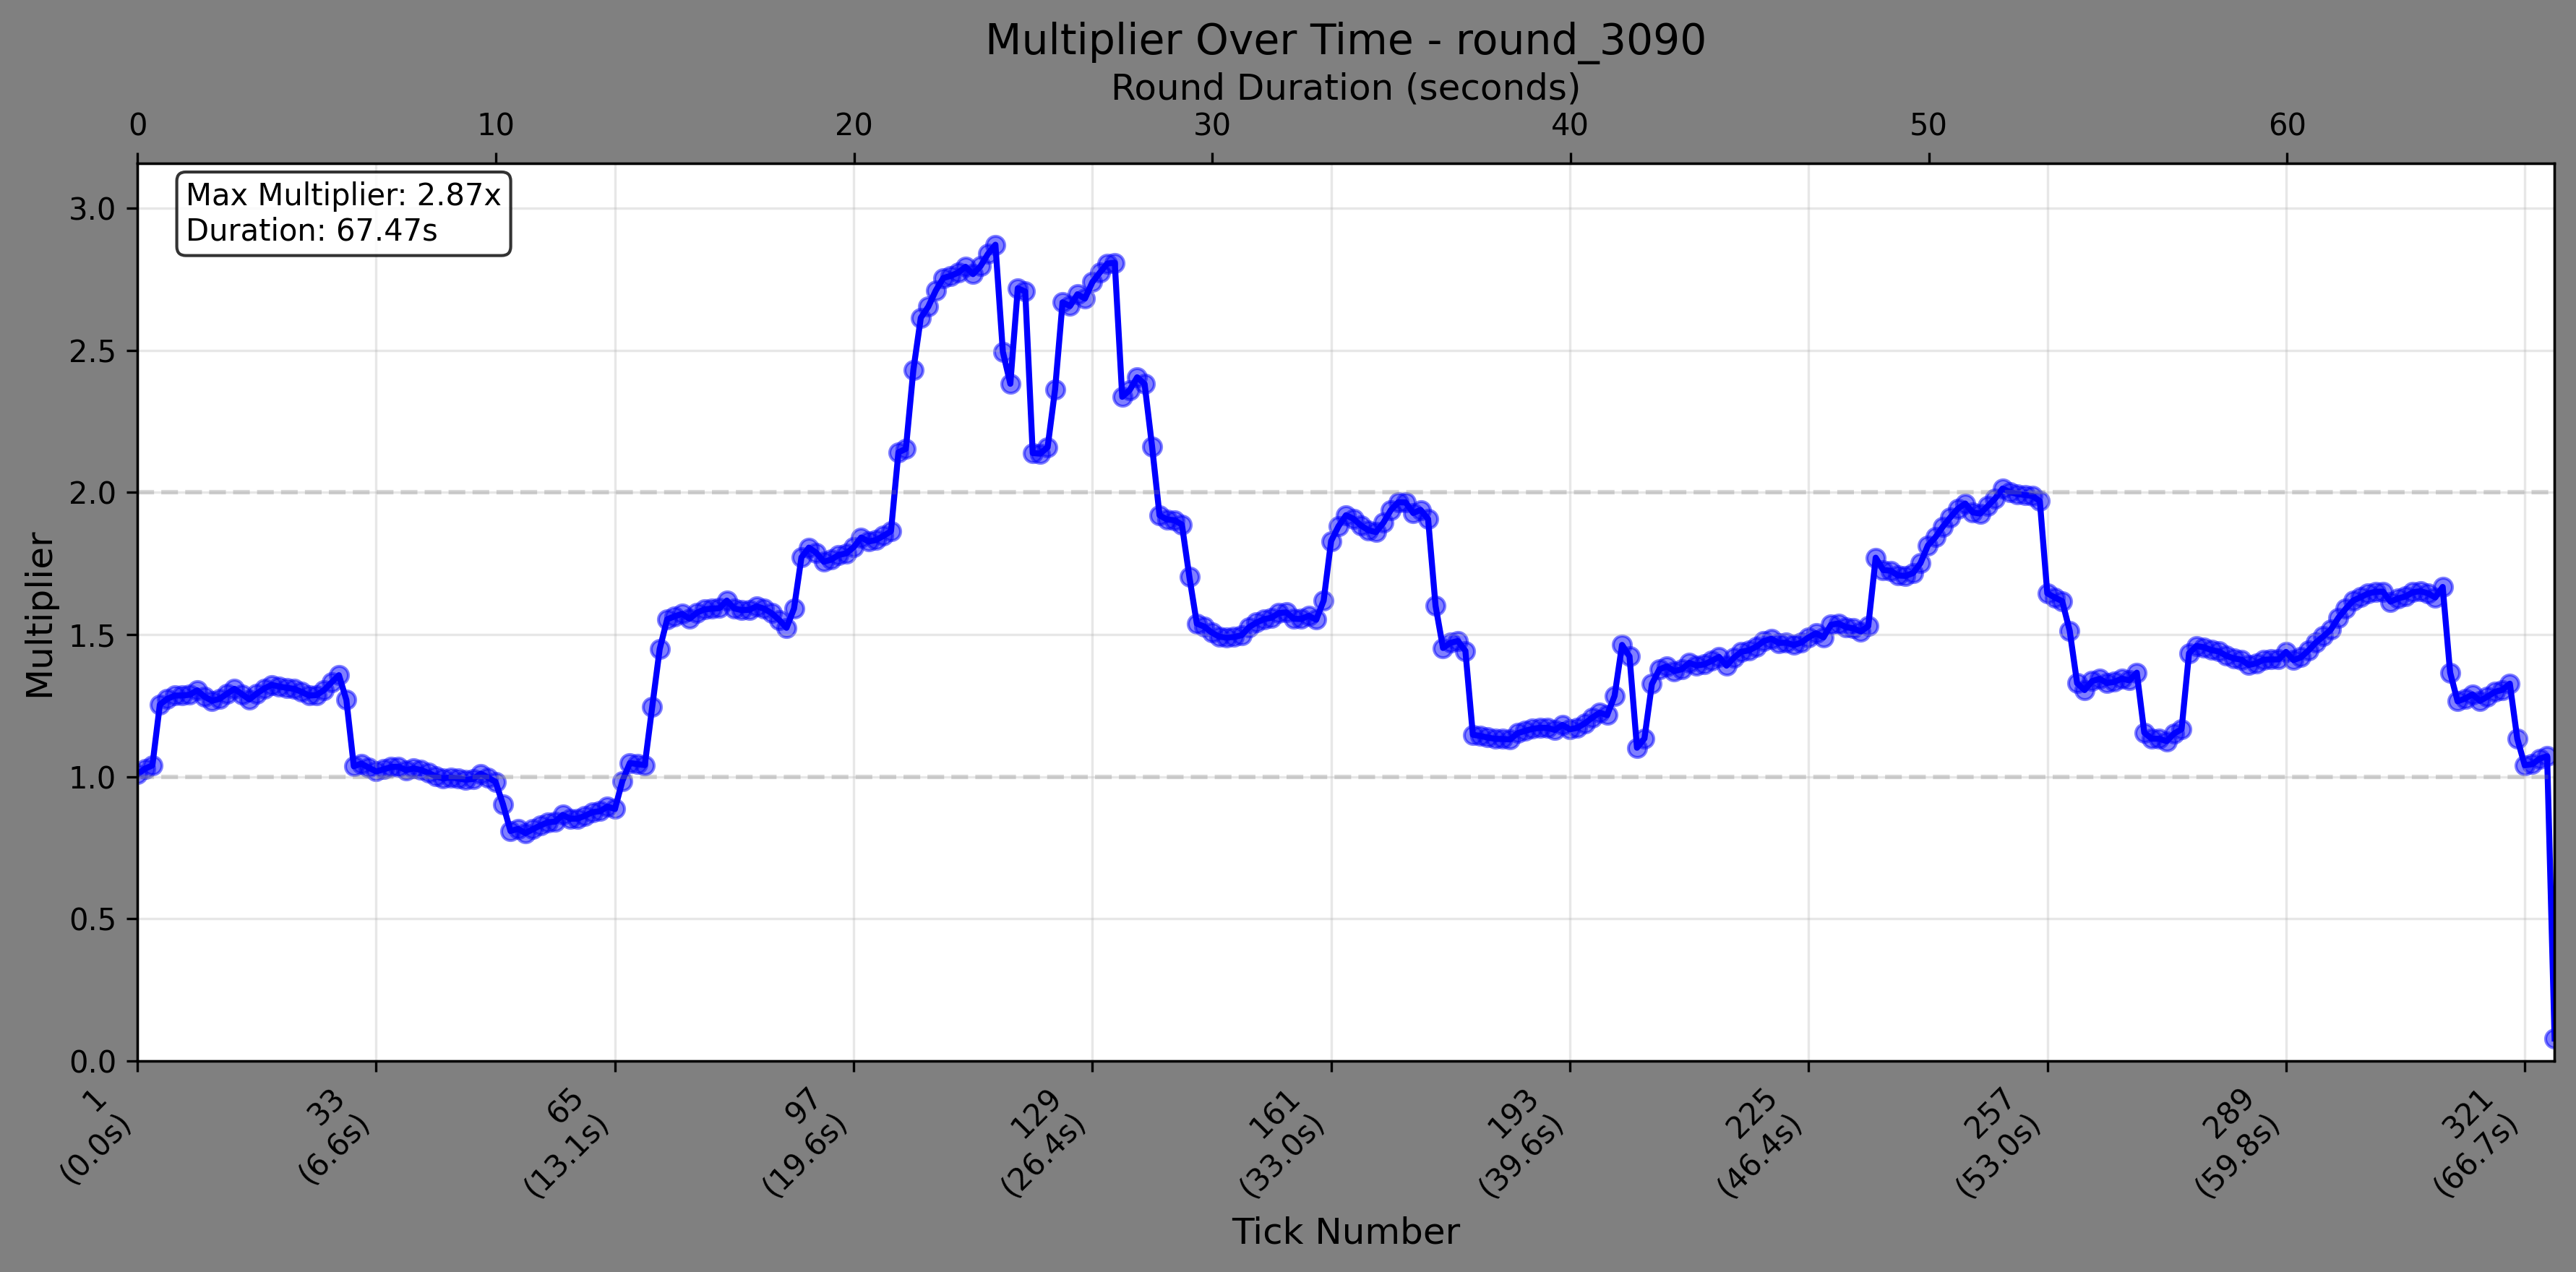 Multiplier Over Time - round_3090
Round Duration (seconds)
0 10 20 30 40 50 60
Max Multiplier: 2.87x
Duration: 67.47s
3.0
2.5
2.0
1.5
1.0
0.5
0.0
Multiplier
1
(0.0s)
33
(6.6s)
65
(13.1s)
97
(19.6s)
129
(26.4s)
161
(33.0s)
193
(39.6s)
225
(46.4s)
257
(53.0s)
289
(59.8s)
321
(66.7s)
Tick Number